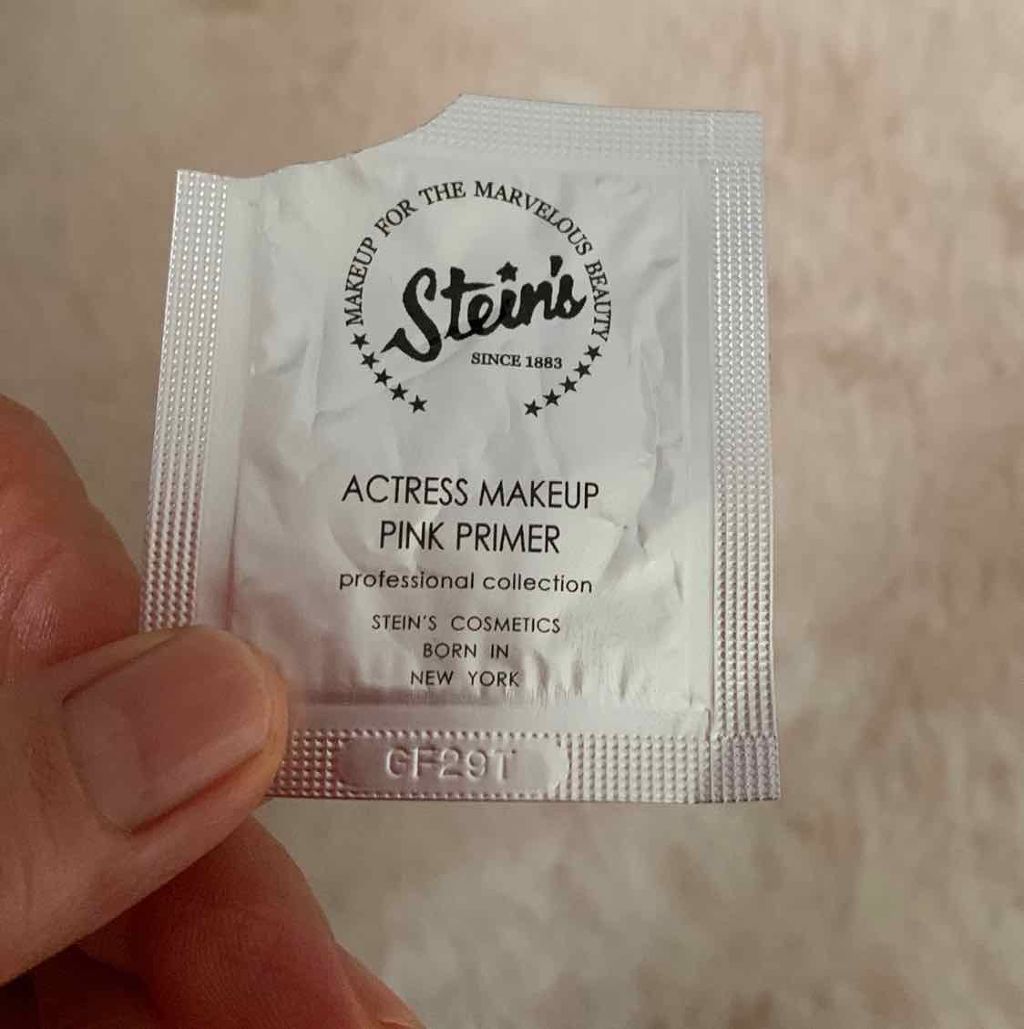 MAKEUP FOR THE MARVELOUS BEAUTY
Stein's
SINCE 1883
ACTRESS MAKEUP
PINK PRIMER
professional collection
STEIN'S COSMETICS
BORN IN
NEW YORK
GF29T